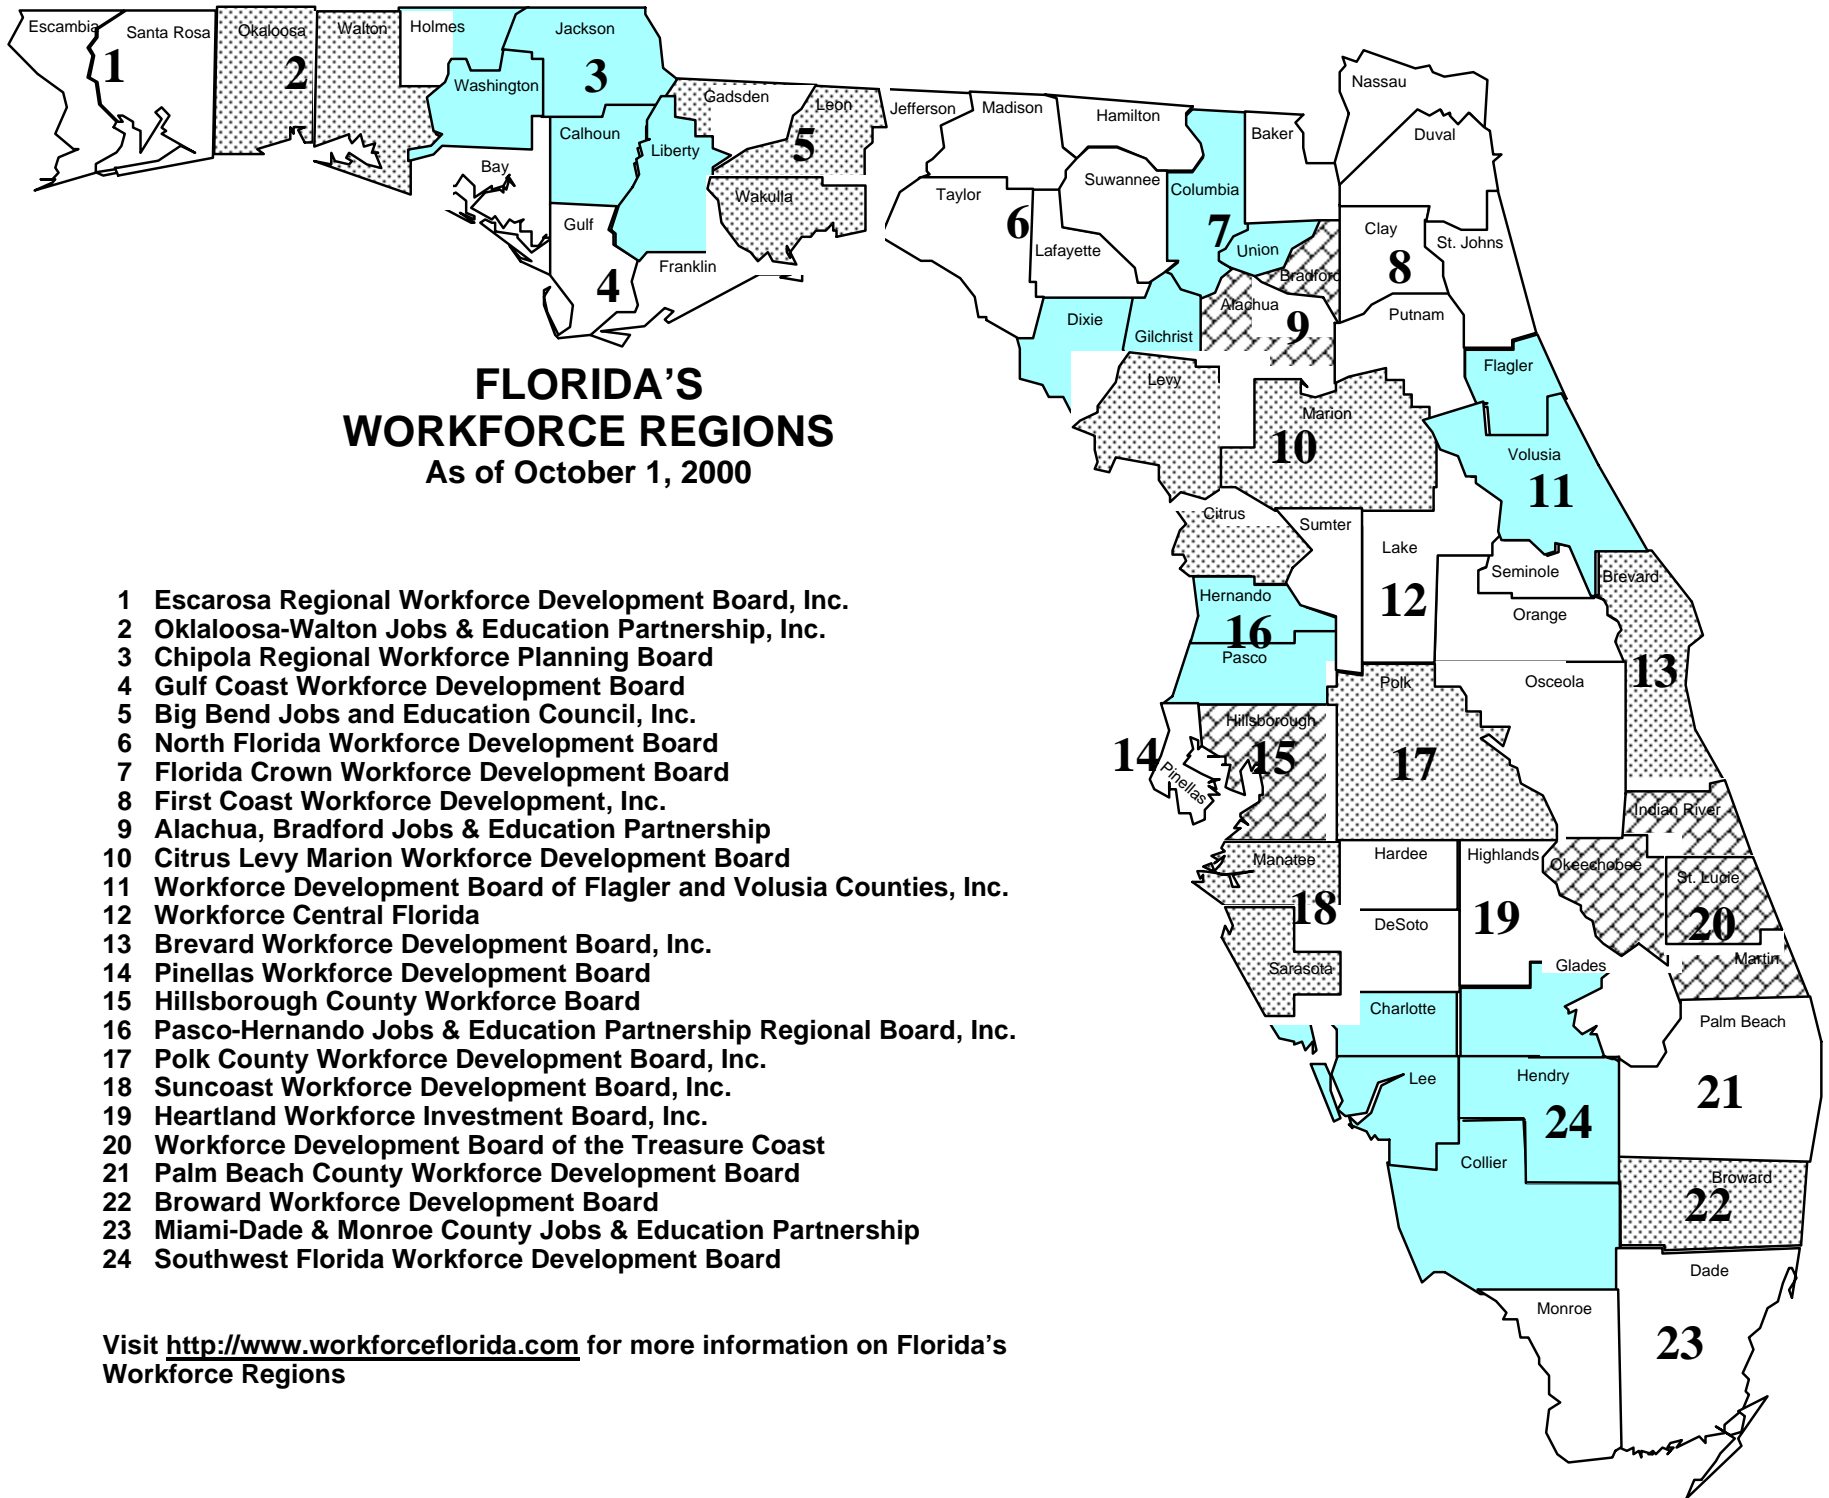 Escambia
Santa Rosa
1
Okaloosa
Walton
2
Holmes
Jackson
Washington
3
Calhoun
Liberty
Bay
Gulf
4
Franklin
Gadsden
Leon
5
Wakulla
Jefferson
Madison
Hamilton
Taylor
Suwannee
6
Lafayette
Columbia
7
Union
Dixie
Gilchrist
Baker
Nassau
Duval
Clay
St. Johns
8
Putnam
Bradford
Alachua
9
Levy
Marion
10
Citrus
Flagler
Volusia
11
Sumter
Lake
Seminole
12
Orange
Osceola
Brevard
13
Hernando
16
Pasco
14
Pinellas
Hillsborough
15
Polk
17
Indian River
Okeechobee
St. Lucie
20
Martin
Manatee
18
Sarasota
Hardee
Highlands
DeSoto
19
Glades
Charlotte
Lee
Hendry
24
Collier
Palm Beach
21
Broward
22
Dade
Monroe
23
FLORIDA'S
WORKFORCE REGIONS
As of October 1, 2000
1 Escarosa Regional Workforce Development Board, Inc.
2 Oklaloosa-Walton Jobs & Education Partnership, Inc.
3 Chipola Regional Workforce Planning Board
4 Gulf Coast Workforce Development Board
5 Big Bend Jobs and Education Council, Inc.
6 North Florida Workforce Development Board
7 Florida Crown Workforce Development Board
8 First Coast Workforce Development, Inc.
9 Alachua, Bradford Jobs & Education Partnership
10 Citrus Levy Marion Workforce Development Board
11 Workforce Development Board of Flagler and Volusia Counties, Inc.
12 Workforce Central Florida
13 Brevard Workforce Development Board, Inc.
14 Pinellas Workforce Development Board
15 Hillsborough County Workforce Board
16 Pasco-Hernando Jobs & Education Partnership Regional Board, Inc.
17 Polk County Workforce Development Board, Inc.
18 Suncoast Workforce Development Board, Inc.
19 Heartland Workforce Investment Board, Inc.
20 Workforce Development Board of the Treasure Coast
21 Palm Beach County Workforce Development Board
22 Broward Workforce Development Board
23 Miami-Dade & Monroe County Jobs & Education Partnership
24 Southwest Florida Workforce Development Board
Visit http://www.workforceflorida.com for more information on Florida's
Workforce Regions